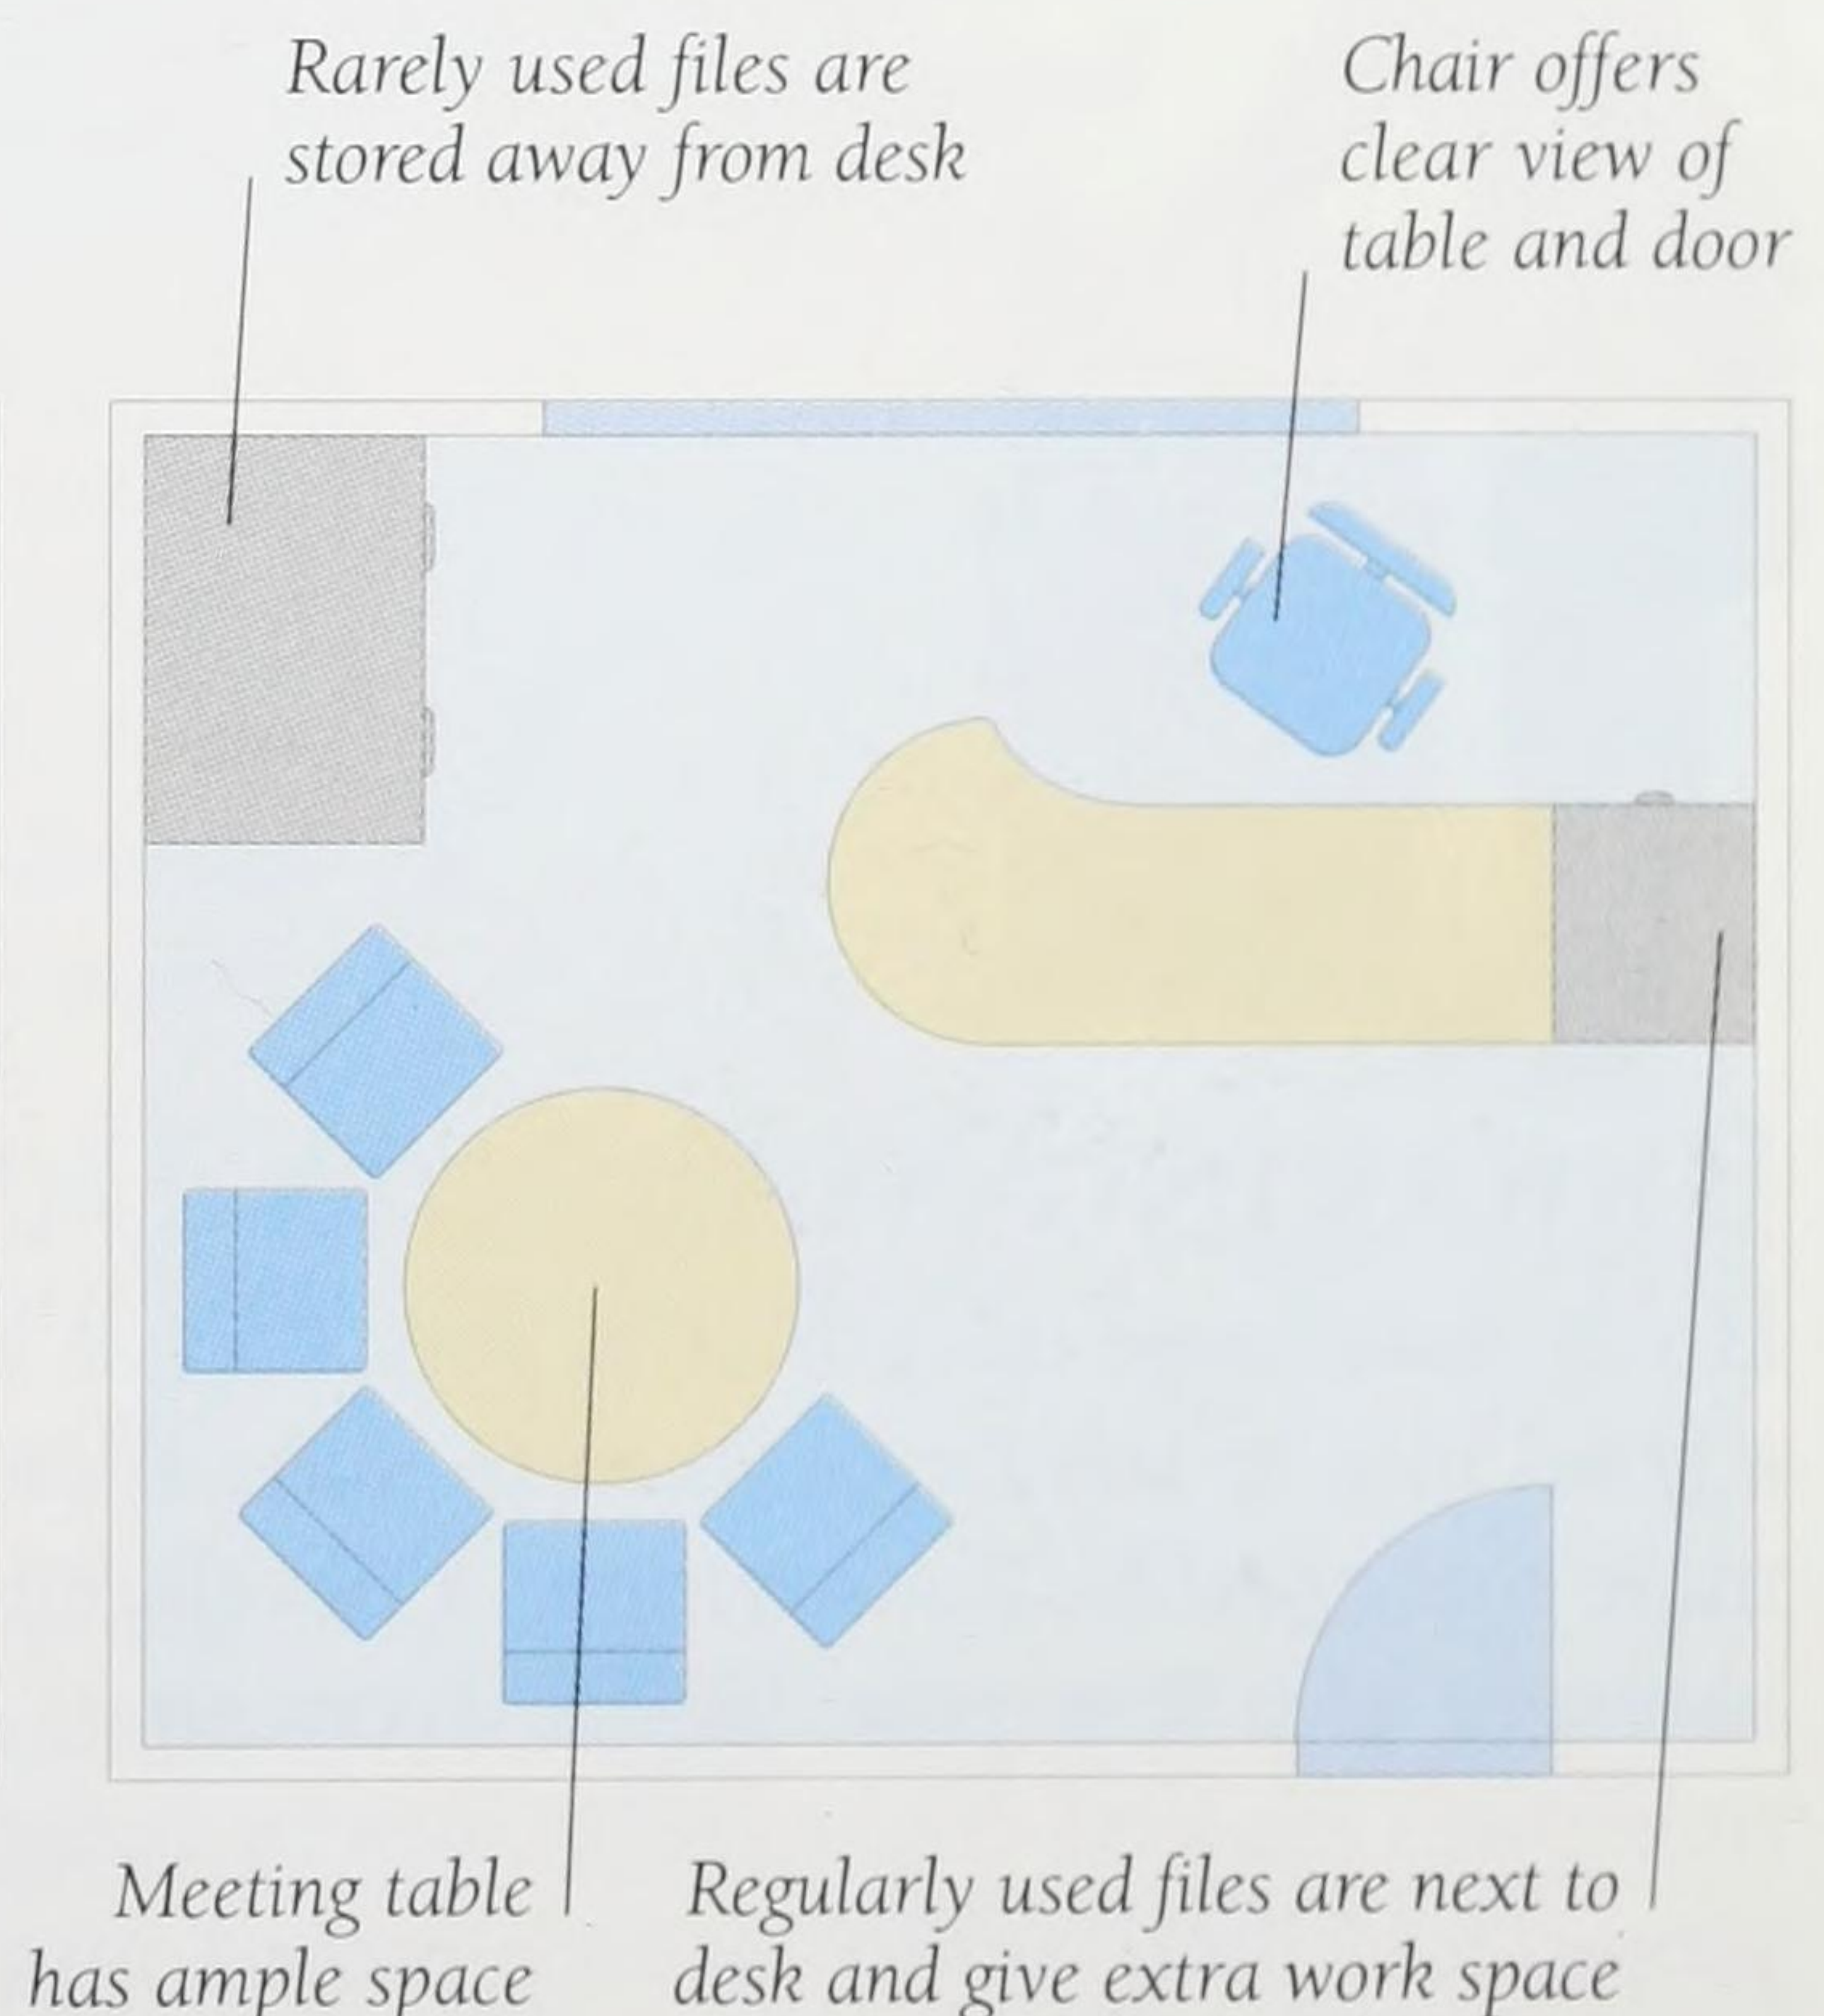 Rarely used files are
stored away from desk
Chair offers
clear view of
table and door
Meeting table
has ample space
Regularly used files are next to
desk and give extra work space